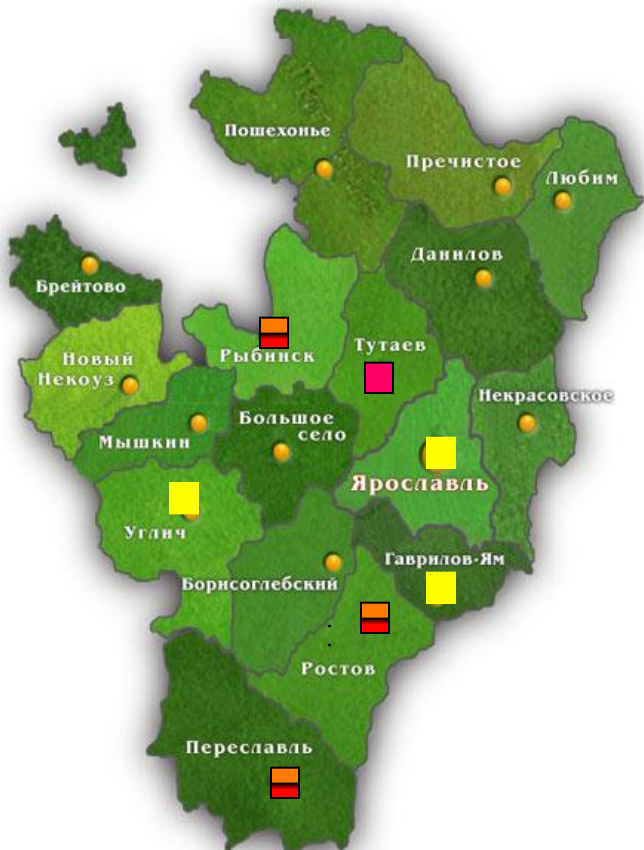 Пошехонье
Пречистое
Любим
Данилов
Брейтово
Рыбинск
Тутаев
Новый
Некоуз
Некрасовское
Мышкин
Большое
село
Ярославль
Углич
Гаврилов-Ям
Борисоглебский
Ростов
Переславль